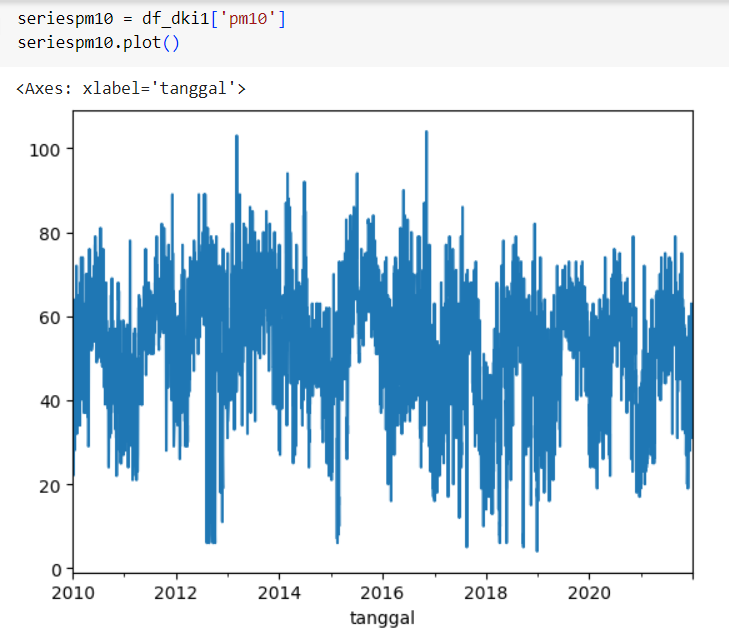 seriespm10 = df_dki1['pm10']
seriespm10.plot()
<Axes: xlabel='tanggal'>
100
80
60
40
20
0
2010 2012 2014 2016 2018 2020
tanggal